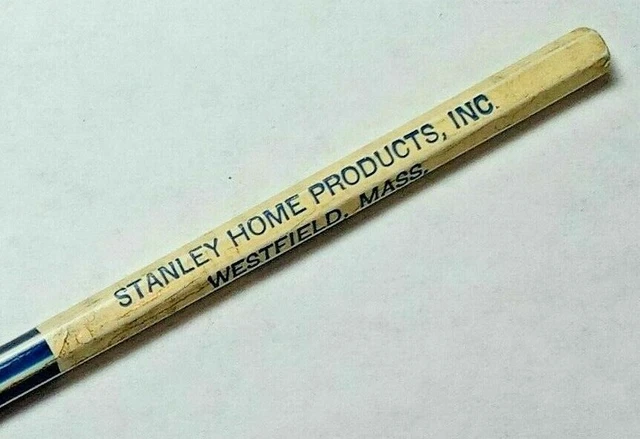 STANLEY HOME PRODUCTS, INC.
WESTFIELD, MASS.